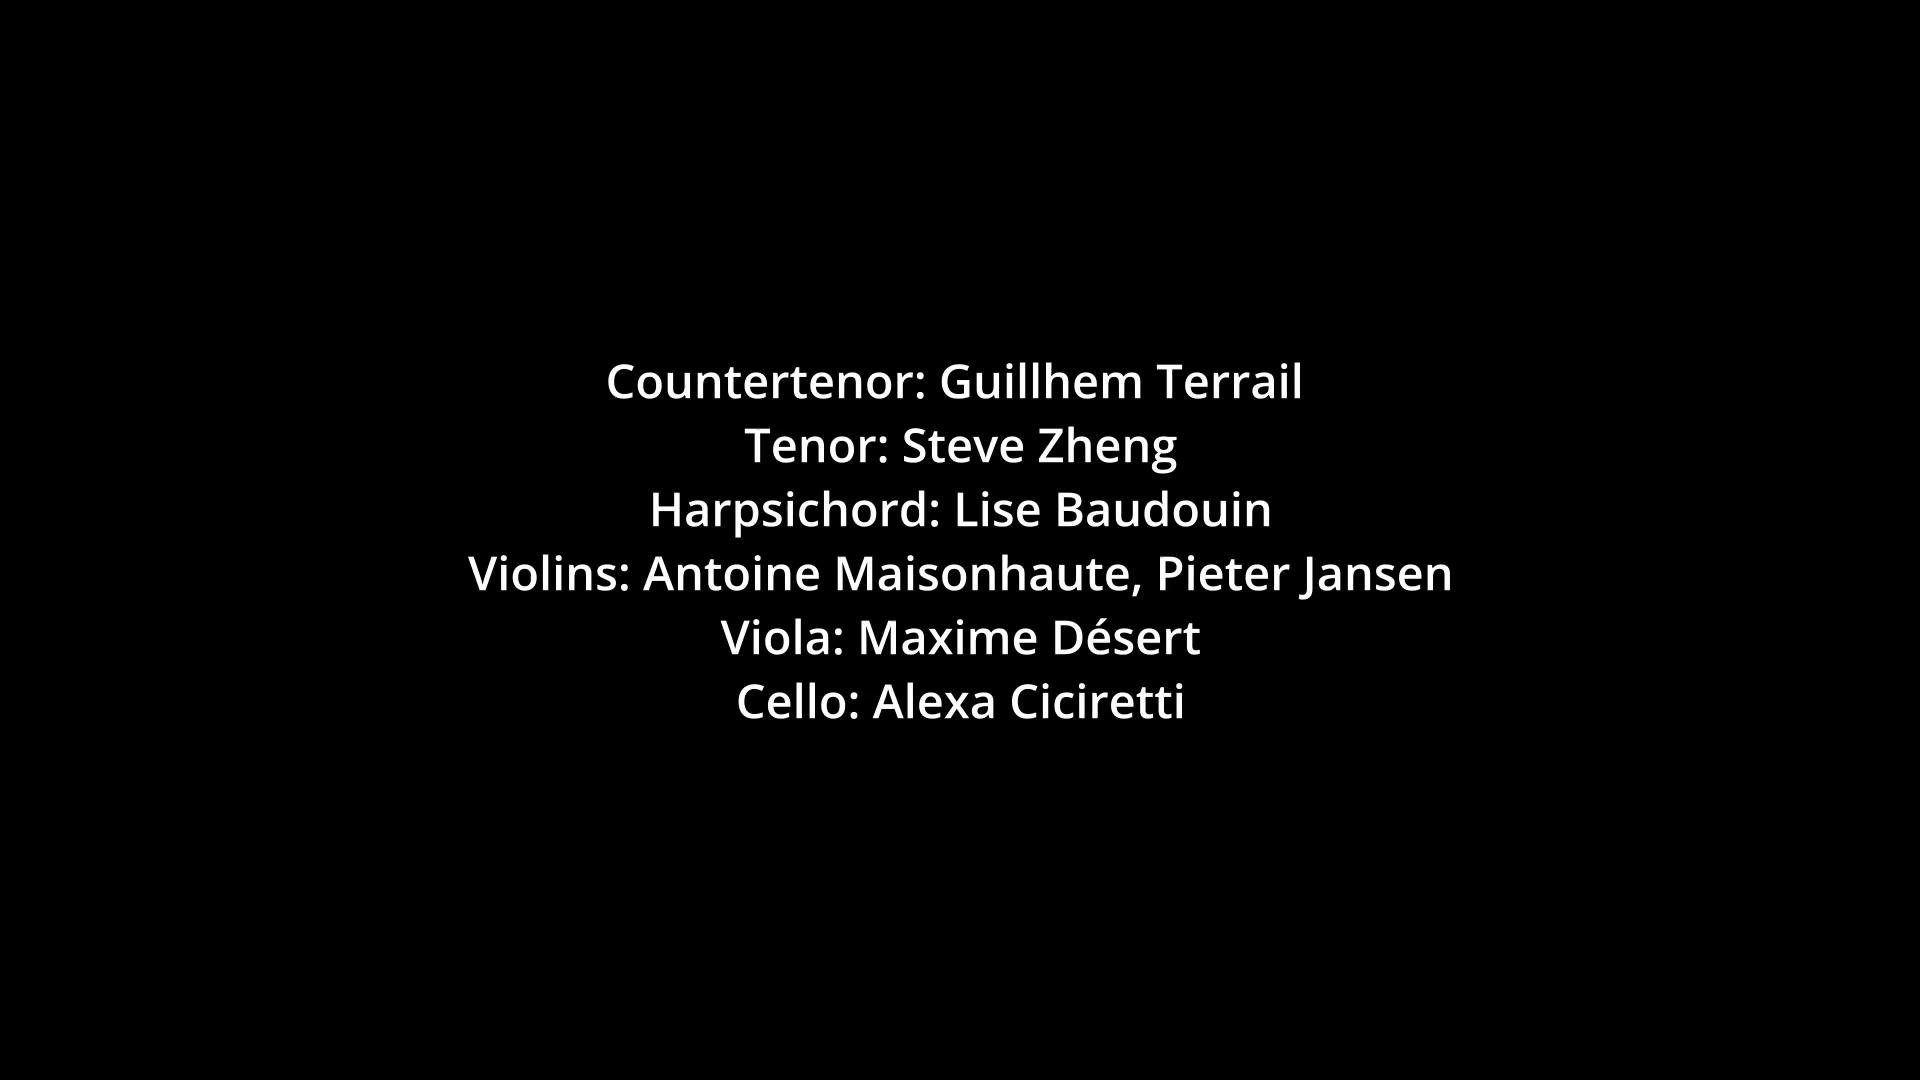 Countertenor: Guillhem Terrail
Tenor: Steve Zheng
Harpsichord: Lise Baudouin
Violins: Antoine Maisonhaute, Pieter Jansen
Viola: Maxime Désert
Cello: Alexa Ciciretti